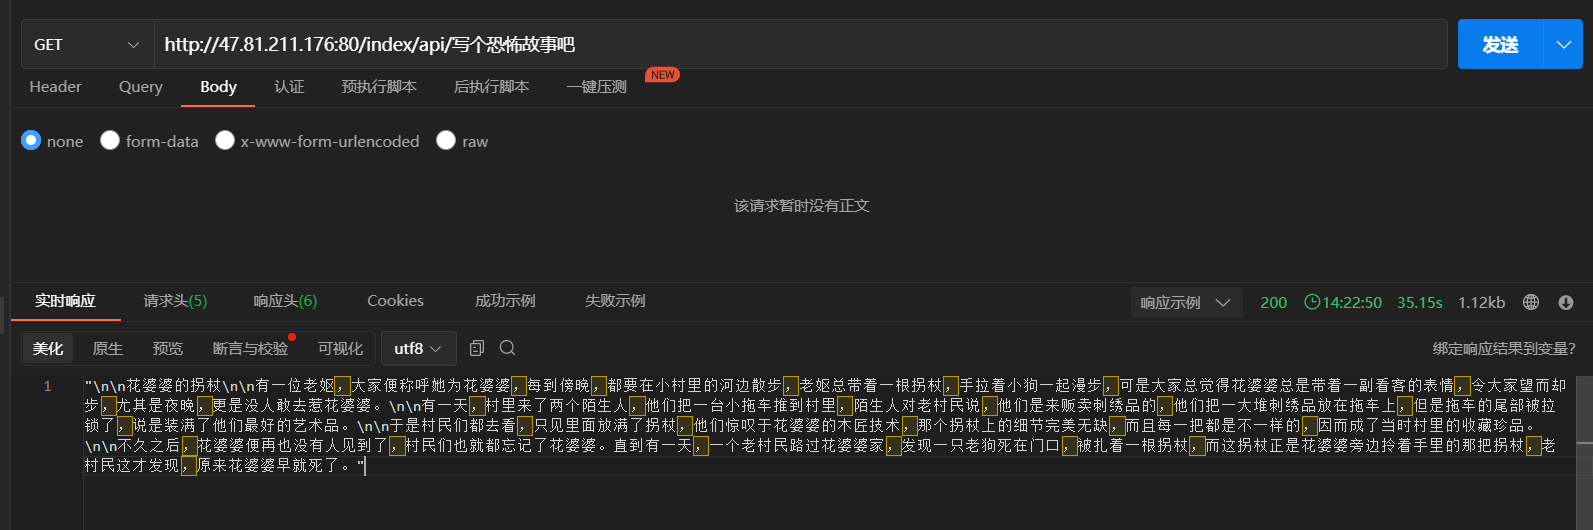 GET http://47.81.211.176:80/index/api/写个恐怖故事吧 发送
Header Query Body 认证 预执行脚本 后执行脚本 一键压测 NEW
none form-data x-www-form-urlencoded raw
该请求暂时没有正文
实时响应 请求头(5) 响应头(6) Cookies 成功示例 失败示例 响应示例 200 14:22:50 35.15s 1.12kb
美化 原生 预览 断言与校验 可视化 utf8 绑定响应结果到变量?
1 "\n\n花婆婆的拐杖\n\n有一位老妪，大家便称呼她为花婆婆，每到傍晚，都要在小村里的河边散步，老妪总带着一根拐杖，手拉着小狗一起漫步，可是大家总觉得花婆婆总是带着一副看客的表情，令大家望而却
步，尤其是夜晚，更是没人敢去惹花婆婆。\n\n有一天，村里来了两个陌生人，他们把一台小拖车推到村里，陌生人对老村民说，他们是来贩卖刺绣品的，他们把一大堆刺绣品放在拖车上，但是拖车的尾部被拉
锁了，说是装满了他们最好的艺术品。\n\n于是村民们都去看，只见里面放满了拐杖，他们惊叹于花婆婆的木匠技术，那个拐杖上的细节完美无缺，而且每一把都是不一样的，因而成了当时村里的收藏珍品。
\n\n不久之后，花婆婆便再也没有人见到了，村民们也就都忘记了花婆婆。直到有一天，一个老村民路过花婆婆家，发现一只老狗死在门口，被扎着一根拐杖，而这拐杖正是花婆婆旁边拎着手里的那把拐杖，老
村民这才发现，原来花婆婆早就死了。"